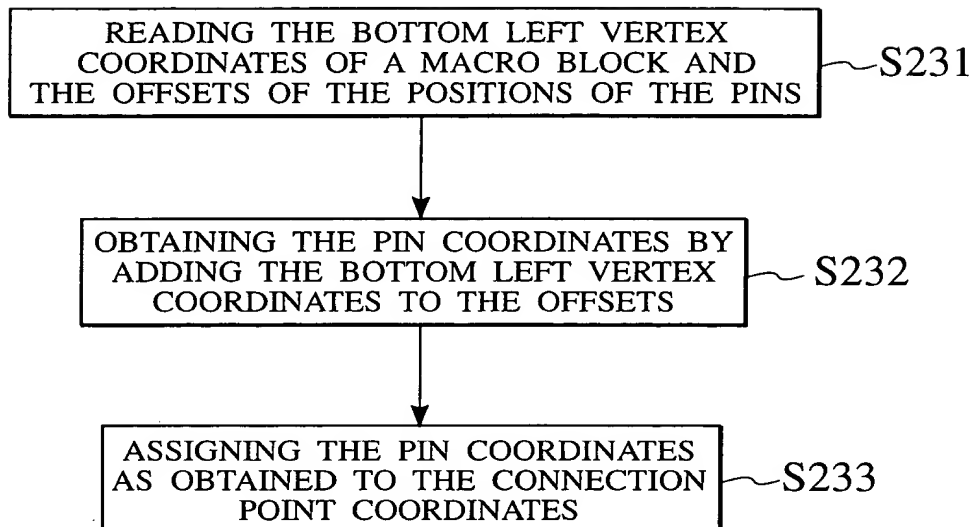 READING THE BOTTOM LEFT VERTEX
COORDINATES OF A MACRO BLOCK AND
THE OFFSETS OF THE POSITIONS OF THE PINS
S231
OBTAINING THE PIN COORDINATES BY
ADDING THE BOTTOM LEFT VERTEX
COORDINATES TO THE OFFSETS
S232
ASSIGNING THE PIN COORDINATES
AS OBTAINED TO THE CONNECTION
POINT COORDINATES
S233